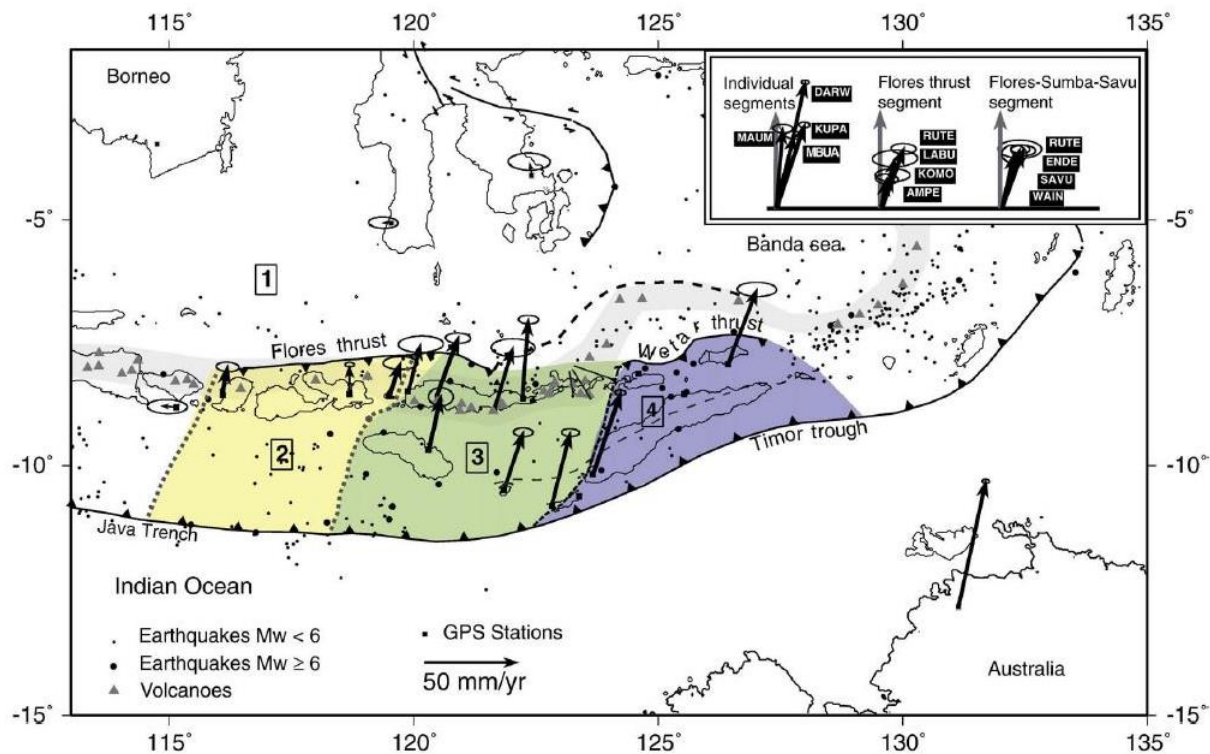 115°
120°
125°
130°
135°
Borneo
Individual
segments
DARW
MAUM
KUPA
MBUA
Flores thrust
segment
RUTE
LABU
KOMO
AMPE
Flores-Sumba-Savu
segment
RUTE
ENDE
SAVU
WAIN
-5°
-5°
Banda sea
1
Flores thrust
Wetar thrust
2
3
4
-10°
-10°
Timor trough
Java Trench
Indian Ocean
Earthquakes Mw < 6
Earthquakes Mw ≥ 6
Volcanoes
GPS Stations
50 mm/yr
Australia
-15°
-15°
115°
120°
125°
130°
135°